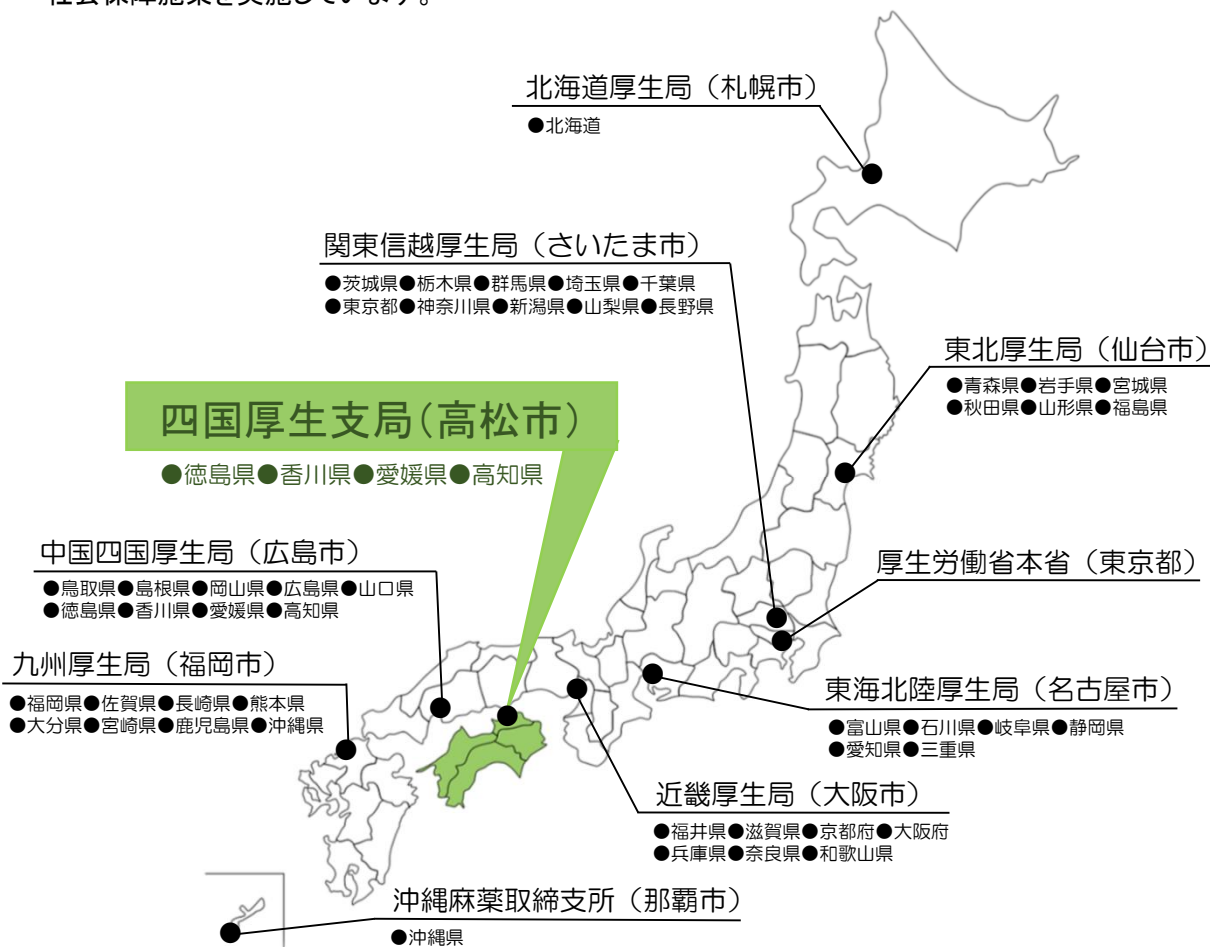 社会保障施策を実施しています。
北海道厚生局（札幌市）
●北海道
関東信越厚生局（さいたま市）
●茨城県●栃木県●群馬県●埼玉県●千葉県
●東京都●神奈川県●新潟県●山梨県●長野県
東北厚生局（仙台市）
●青森県●岩手県●宮城県
●秋田県●山形県●福島県
四国厚生支局(高松市)
●徳島県●香川県●愛媛県●高知県
中国四国厚生局（広島市）
●鳥取県●島根県●岡山県●広島県●山口県
●徳島県●香川県●愛媛県●高知県
厚生労働省本省（東京都）
九州厚生局（福岡市）
●福岡県●佐賀県●長崎県●熊本県
●大分県●宮崎県●鹿児島県●沖縄県
東海北陸厚生局（名古屋市）
●富山県●石川県●岐阜県●静岡県
●愛知県●三重県
近畿厚生局（大阪市）
●福井県●滋賀県●京都府●大阪府
●兵庫県●奈良県●和歌山県
沖縄麻薬取締支所（那覇市）
●沖縄県